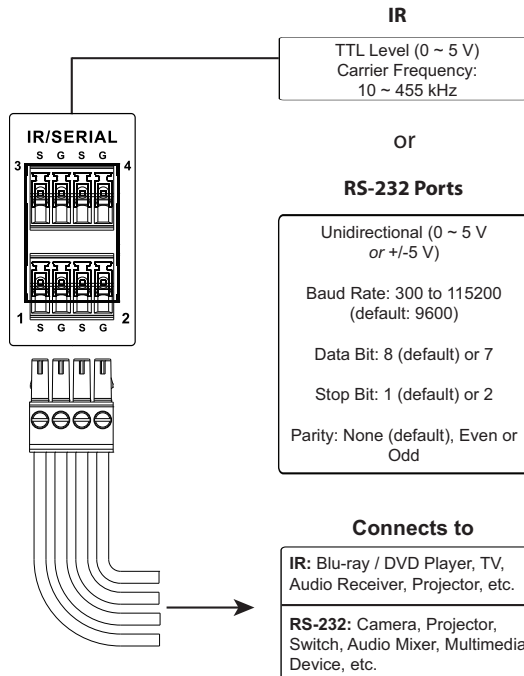 IR
TTL Level (0 ~ 5 V)
Carrier Frequency:
10 ~ 455 kHz
or
IR/SERIAL
S G S G
3 4
1 2
S G S G
RS-232 Ports
Unidirectional (0 ~ 5 V
or +/-5 V)
Baud Rate: 300 to 115200
(default: 9600)
Data Bit: 8 (default) or 7
Stop Bit: 1 (default) or 2
Parity: None (default), Even or
Odd
Connects to
IR: Blu-ray / DVD Player, TV,
Audio Receiver, Projector, etc.
RS-232: Camera, Projector,
Switch, Audio Mixer, Multimedia
Device, etc.